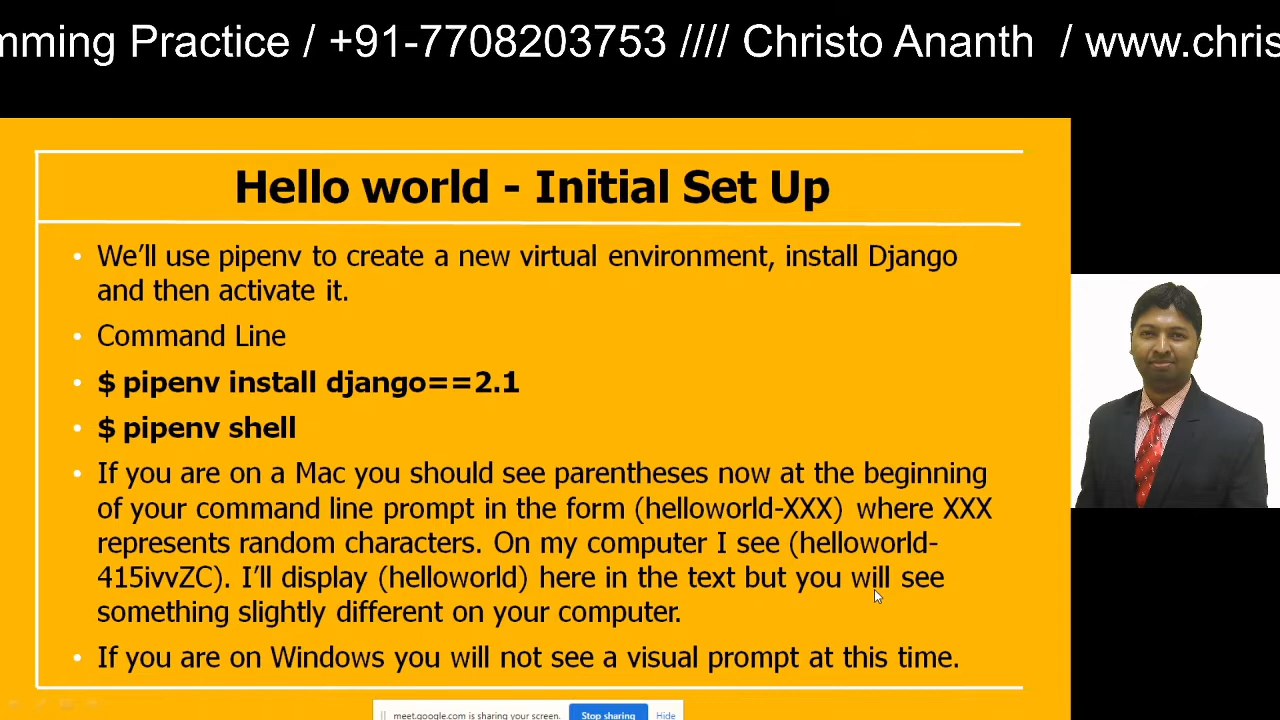 mming Practice / +91-7708203753 //// Christo Ananth / www.chris
Hello world - Initial Set Up
• We’ll use pipenv to create a new virtual environment, install Django
and then activate it.
• Command Line
• $ pipenv install django==2.1
• $ pipenv shell
• If you are on a Mac you should see parentheses now at the beginning
of your command line prompt in the form (helloworld-XXX) where XXX
represents random characters. On my computer I see (helloworld-
415ivvZC). I’ll display (helloworld) here in the text but you will see
something slightly different on your computer.
• If you are on Windows you will not see a visual prompt at this time.
meet.google.com is sharing your screen. Stop sharing Hide